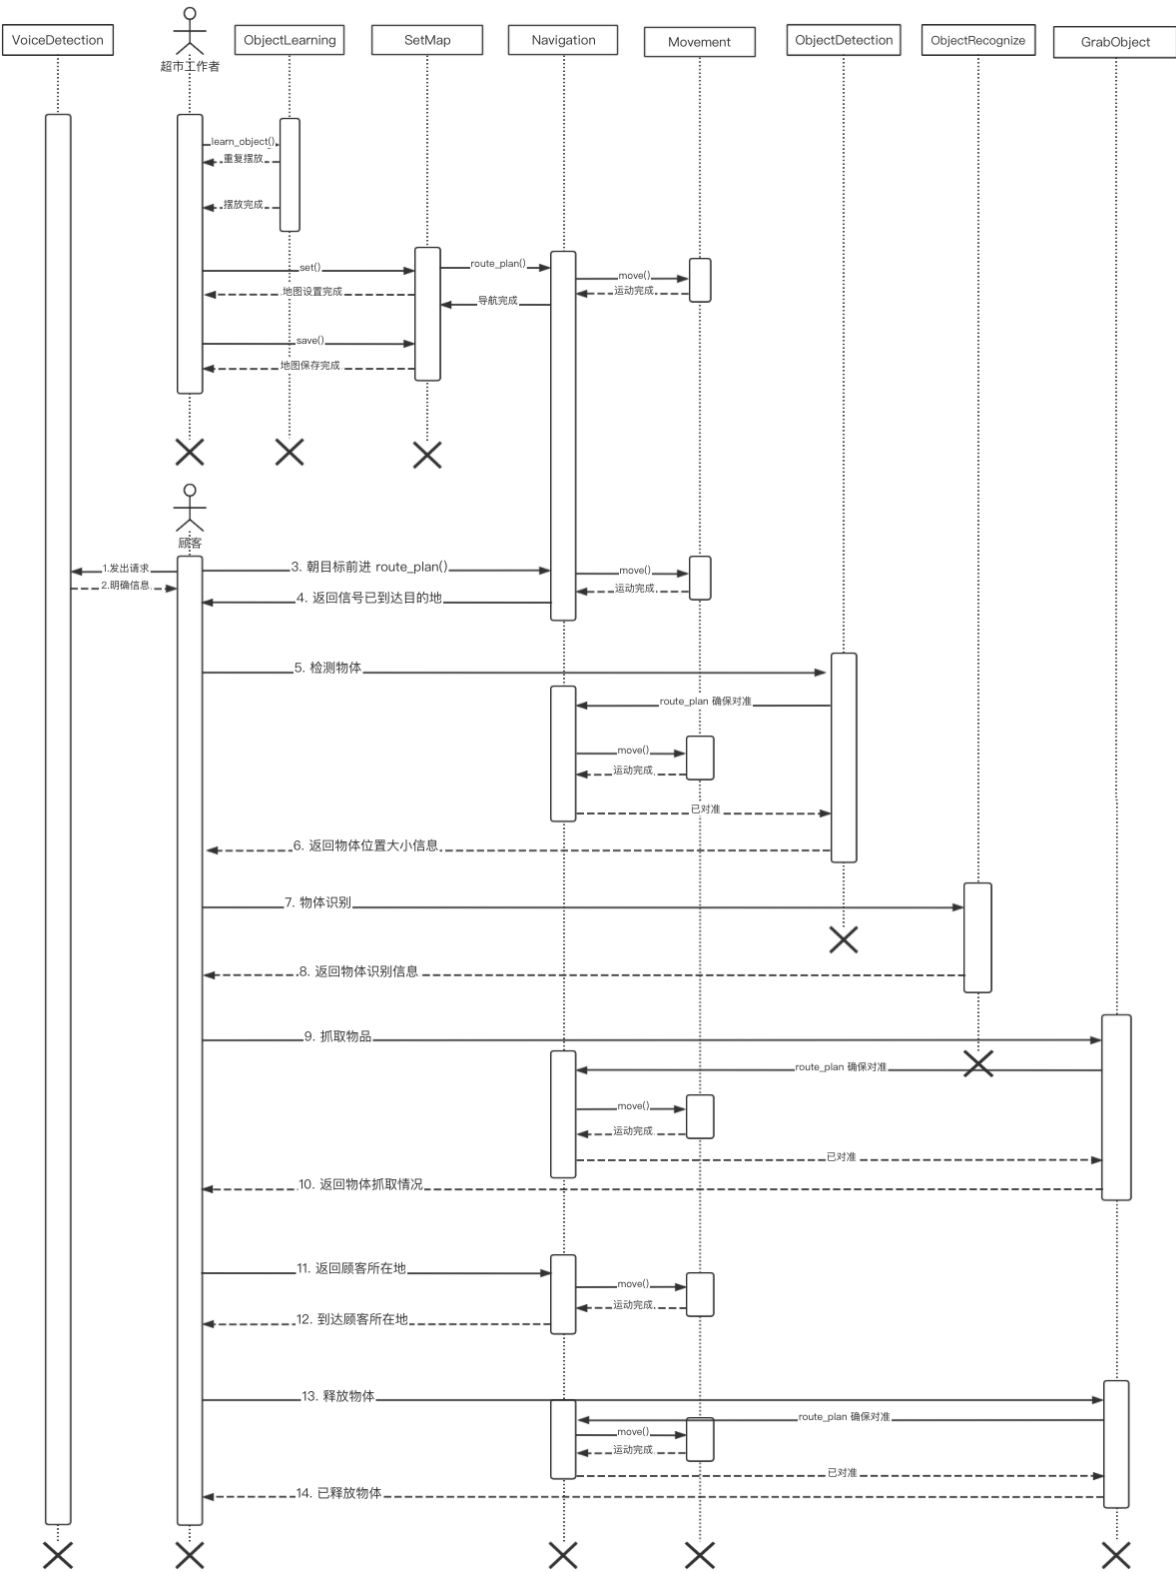 VoiceDetection
超市工作者
ObjectLearning
SetMap
Navigation
Movement
ObjectDetection
ObjectRecognize
GrabObject
learn_object()
重复摆放
摆放完成
set()
route_plan()
move()
地图设置完成
运动完成
导航完成
save()
地图保存完成
顾客
1.发出请求
3. 朝目标前进 route_plan()
move()
2.明确信息
运动完成
4. 返回信号已到达目的地
5. 检测物体
route_plan 确保对准
move()
运动完成
已对准
6. 返回物体位置大小信息
7. 物体识别
8. 返回物体识别信息
9. 抓取物品
route_plan 确保对准
move()
运动完成
已对准
10. 返回物体抓取情况
11. 返回顾客所在地
move()
运动完成
12. 到达顾客所在地
13. 释放物体
route_plan 确保对准
move()
运动完成
已对准
14. 已释放物体